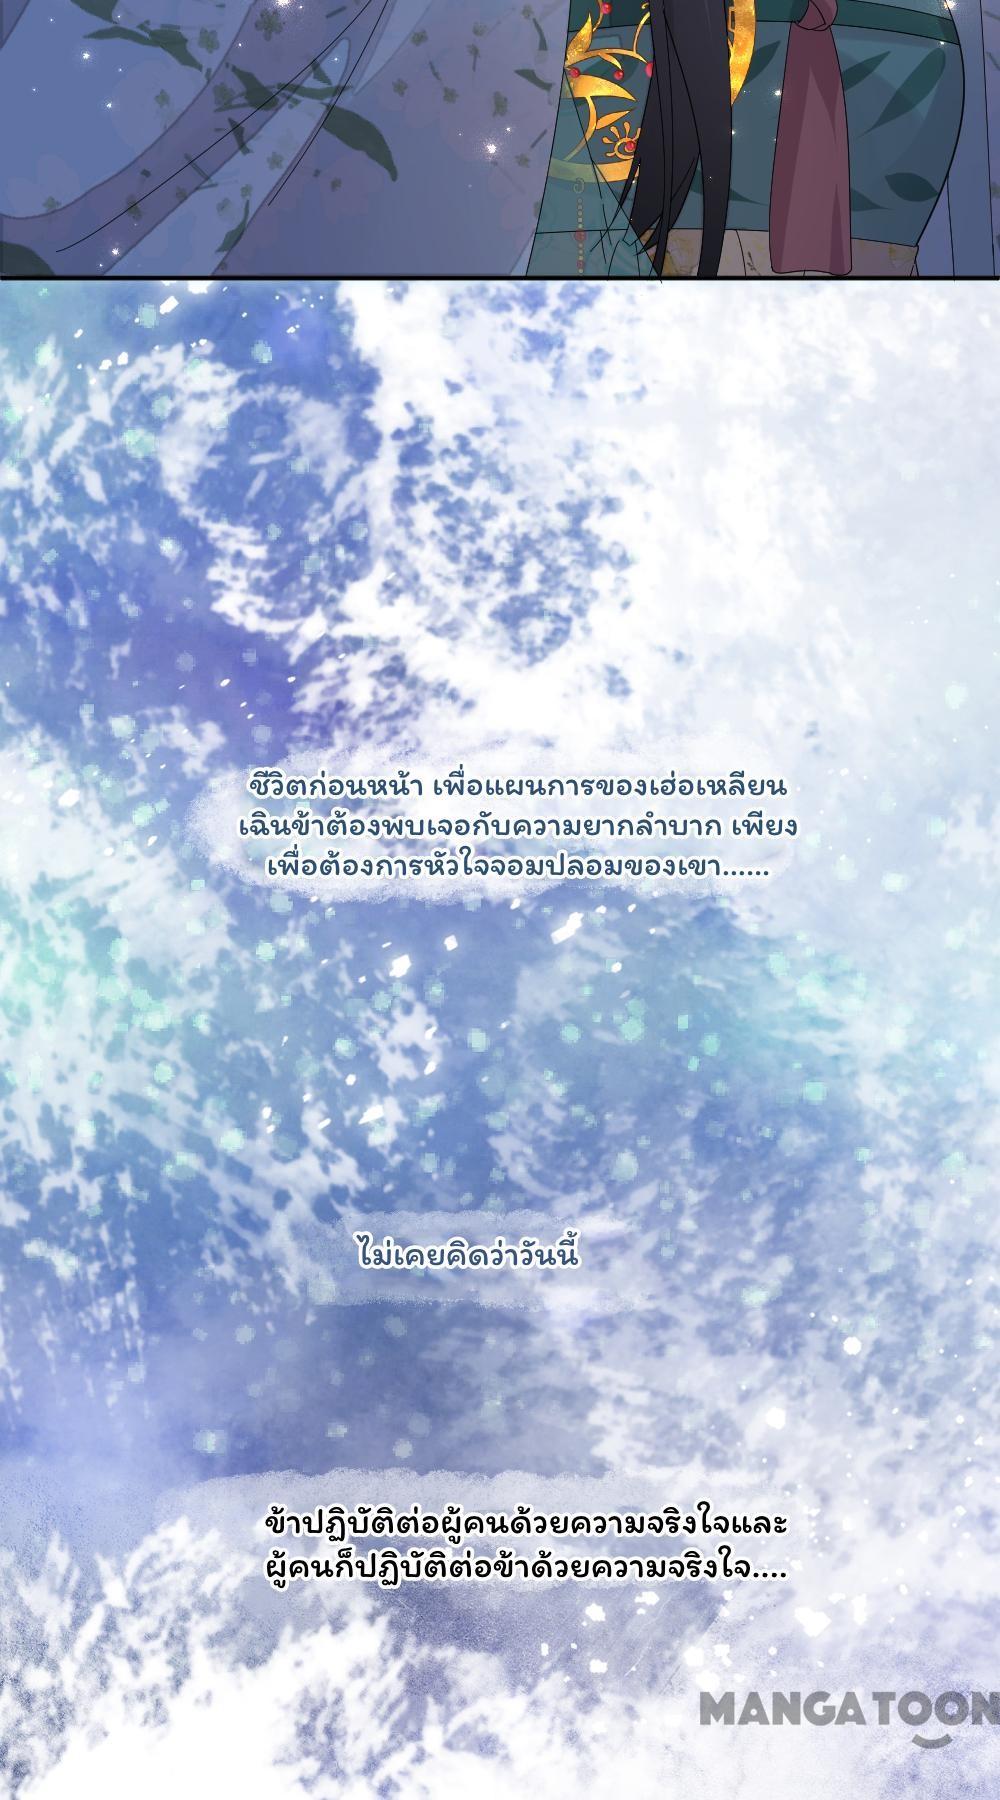 ชีวิตก่อนหน้า เพื่อแผนการของเฮ่อเหลียน
เฉินข้าต้องพบเจอกับความยากลำบาก เพียง
เพื่อต้องการหัวใจจอมปลอมของเขา......
ไม่เคยคิดว่าวันนี้
ข้าปฏิบัติต่อผู้คนด้วยความจริงใจและ
ผู้คนก็ปฏิบัติต่อข้าด้วยความจริงใจ....
MANGATOON